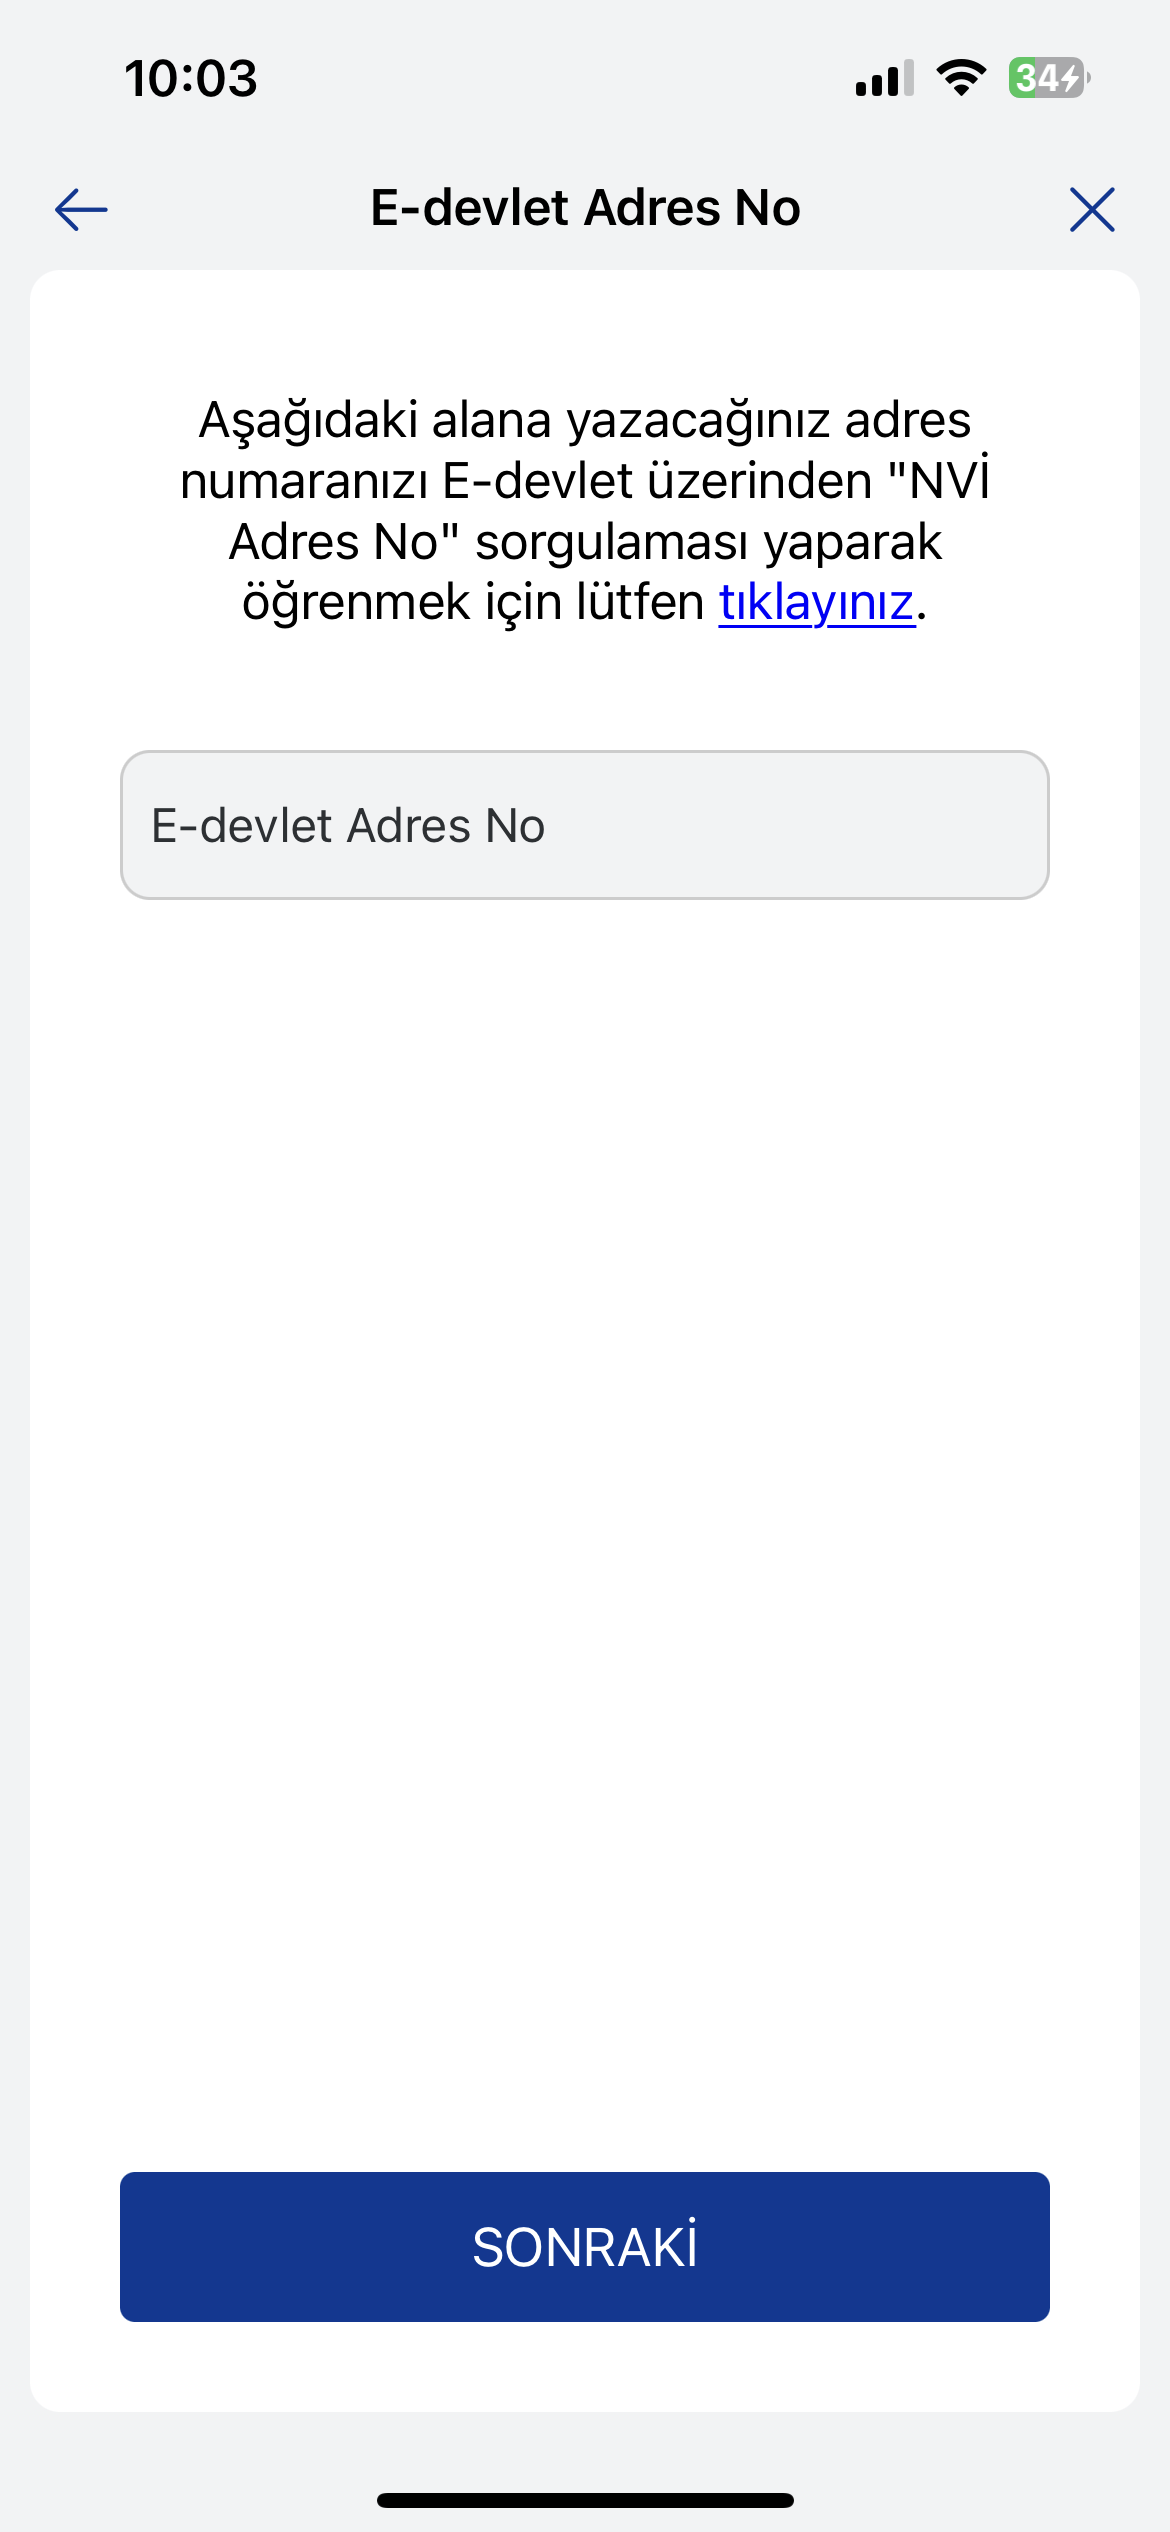 10:03
34
E-devlet Adres No
Aşağıdaki alana yazacağınız adres
numaranızı E-devlet üzerinden "NVİ
Adres No" sorgulaması yaparak
öğrenmek için lütfen tıklayınız.
E-devlet Adres No
SONRAKİ